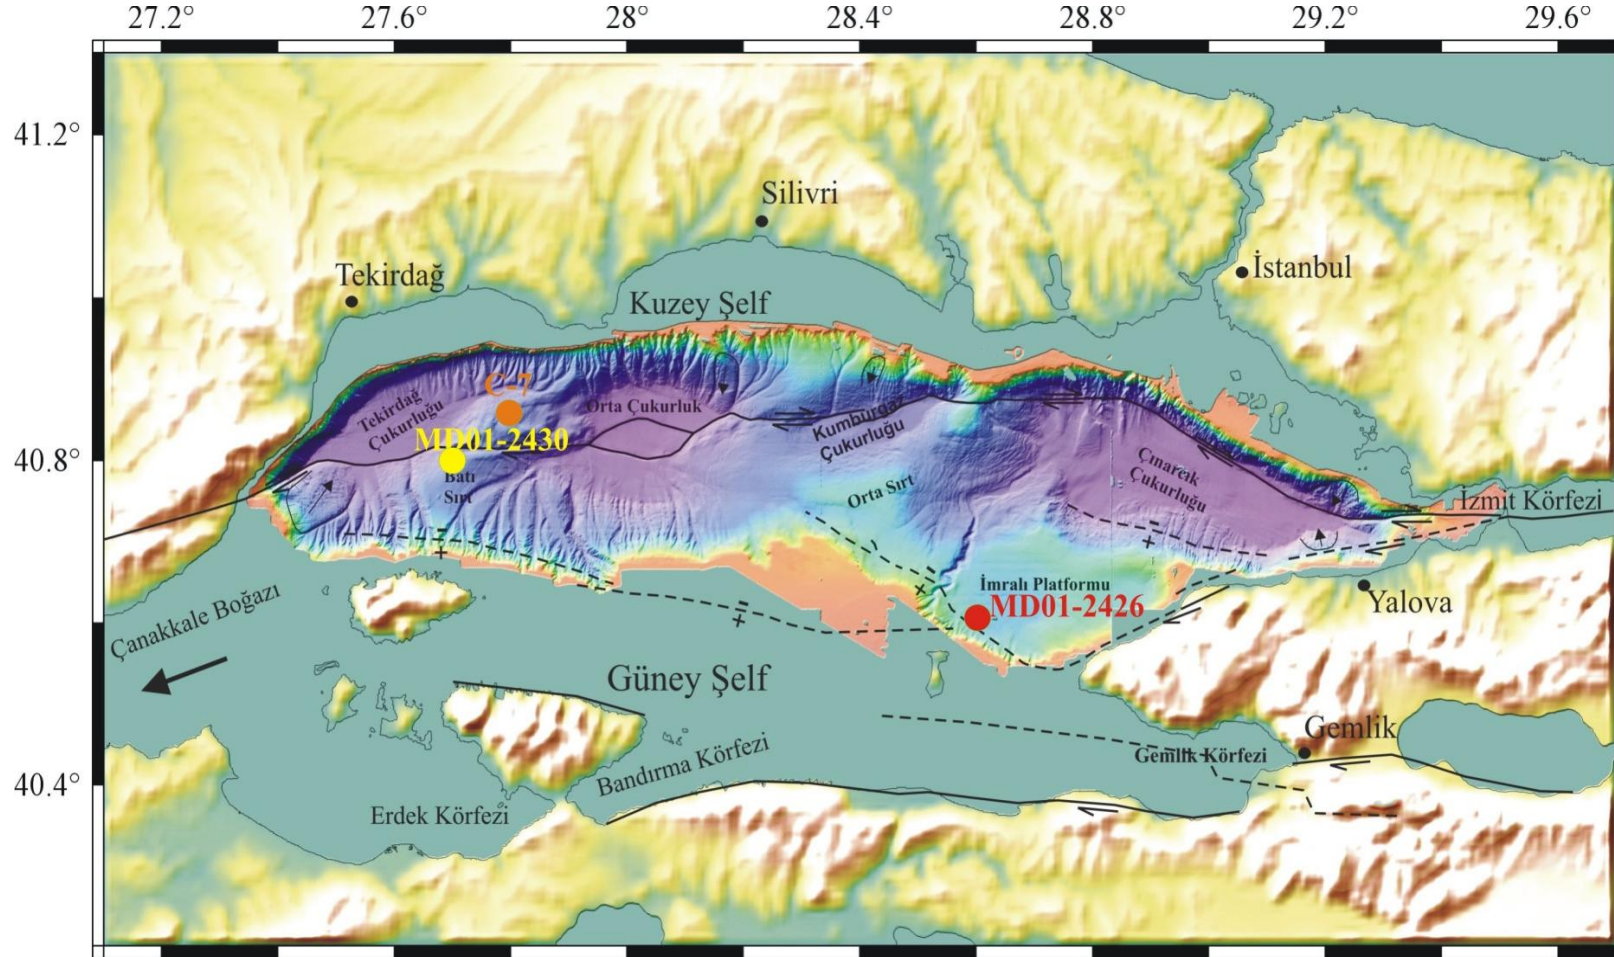 27.2° 27.6° 28° 28.4° 28.8° 29.2° 29.6°
41.2°
Silivri
Tekirdağ
İstanbul
Kuzey Şelf
C-7
Tekirdağ
Çukurluğu
Orta Çukurluk
Kumburgaz
Çukurluğu
MD01-2430
40.8°
Batı
Sırt
Orta Sırt
Çınarcık
Çukurluğu
İzmit Körfezi
İmralı Platformu
MD01-2426
Yalova
Çanakkale Boğazı
Güney Şelf
Gemlik
Gemlik Körfezi
Bandırma Körfezi
40.4°
Erdek Körfezi